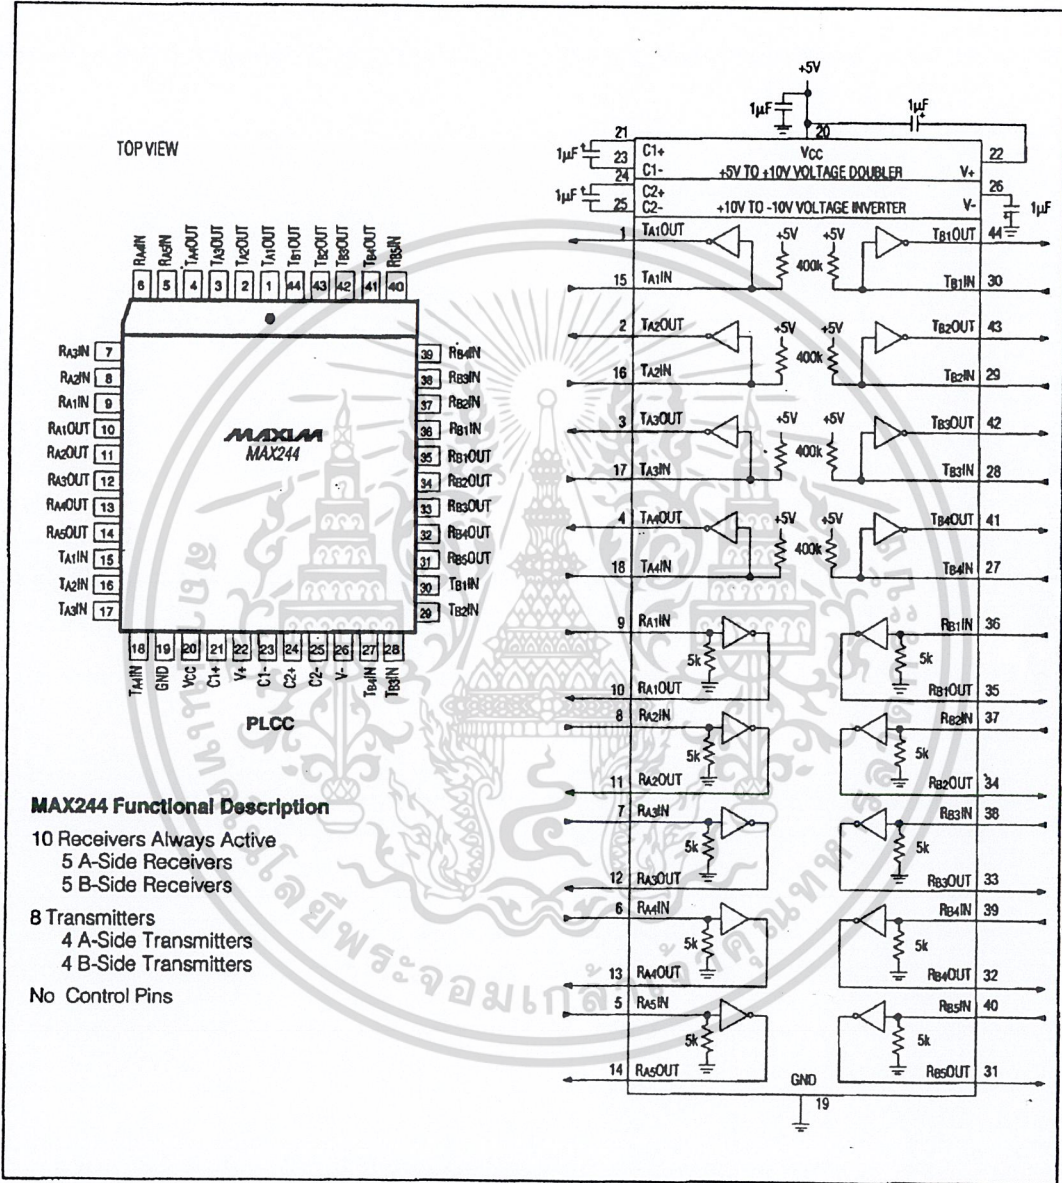 TOP VIEW
RA4IN
RA5IN
TA4OUT
TA3OUT
TA2OUT
TA1OUT
TB1OUT
TB2OUT
TB3OUT
TB4OUT
RB5IN
6 5 4 3 2 1 44 43 42 41 40
RA3IN 7
RA2IN 8
RA1IN 9
RA1OUT 10
RA2OUT 11
RA3OUT 12
RA4OUT 13
RA5OUT 14
TA1IN 15
TA2IN 16
TA3IN 17
MAXIM
MAX244
39 RB4IN
38 RB3IN
37 RB2IN
36 RB1IN
35 RB1OUT
34 RB2OUT
33 RB3OUT
32 RB4OUT
31 RB5OUT
30 TB1IN
29 TB2IN
18 19 20 21 22 23 24 25 26 27 28
TA4IN
GND
VCC
C1+
V+
C1-
C2+
C2-
V-
TB4IN
TB3IN
PLCC
MAX244 Functional Description
10 Receivers Always Active
5 A-Side Receivers
5 B-Side Receivers
8 Transmitters
4 A-Side Transmitters
4 B-Side Transmitters
No Control Pins
+5V
1µF 1µF
20
21 C1+ VCC 22
1µF 23 C1- +5V TO +10V VOLTAGE DOUBLER V+
24 C2+ 26
1µF 25 C2- +10V TO -10V VOLTAGE INVERTER V- 1µF
1 TA1OUT +5V +5V TB1OUT 44
400k
15 TA1IN TB1IN 30
2 TA2OUT +5V +5V TB2OUT 43
400k
16 TA2IN TB2IN 29
3 TA3OUT +5V +5V TB3OUT 42
400k
17 TA3IN TB3IN 28
4 TA4OUT +5V +5V TB4OUT 41
400k
18 TA4IN TB4IN 27
9 RA1IN RB1IN 36
5k 5k
10 RA1OUT RB1OUT 35
8 RA2IN RB2IN 37
5k 5k
11 RA2OUT RB2OUT 34
7 RA3IN RB3IN 38
5k 5k
12 RA3OUT RB3OUT 33
6 RA4IN RB4IN 39
5k 5k
13 RA4OUT RB4OUT 32
5 RA5IN RB5IN 40
5k 5k
14 RA5OUT RB5OUT 31
GND
19